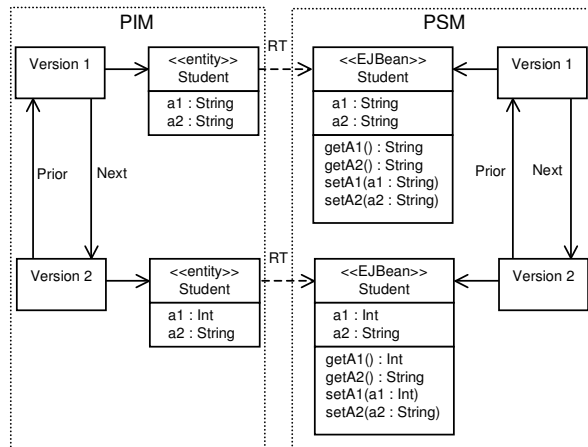 PIM
Version 1
<<entity>>
Student
a1 : String
a2 : String
Prior
Next
Version 2
<<entity>>
Student
a1 : Int
a2 : String
RT
RT
PSM
<<EJBean>>
Student
a1 : String
a2 : String
getA1() : String
getA2() : String
setA1(a1 : String)
setA2(a2 : String)
Version 1
Prior
Next
<<EJBean>>
Student
a1 : Int
a2 : String
getA1() : Int
getA2() : String
setA1(a1 : Int)
setA2(a2 : String)
Version 2